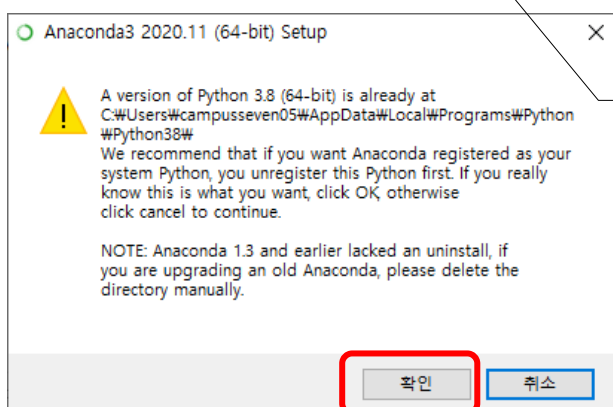 Anaconda3 2020.11 (64-bit) Setup
A version of Python 3.8 (64-bit) is already at
C:₩Users₩campusseven05₩AppData₩Local₩Programs₩Python
₩Python38₩
We recommend that if you want Anaconda registered as your
system Python, you unregister this Python first. If you really
know this is what you want, click OK, otherwise
click cancel to continue.
NOTE: Anaconda 1.3 and earlier lacked an uninstall, if
you are upgrading an old Anaconda, please delete the
directory manually.
확인 취소